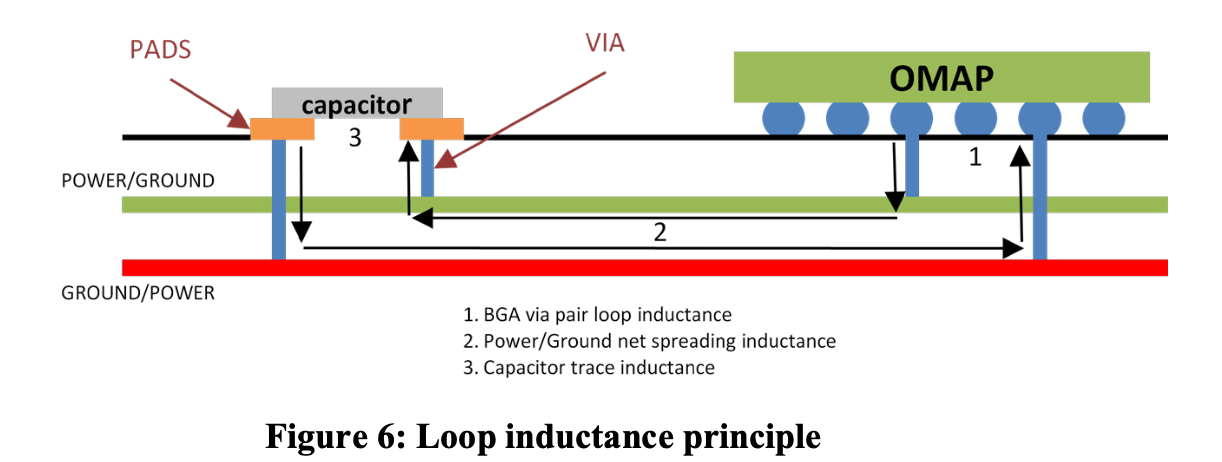 PADS
VIA
OMAP
capacitor
3
1
POWER/GROUND
2
GROUND/POWER
1. BGA via pair loop inductance
2. Power/Ground net spreading inductance
3. Capacitor trace inductance
Figure 6: Loop inductance principle